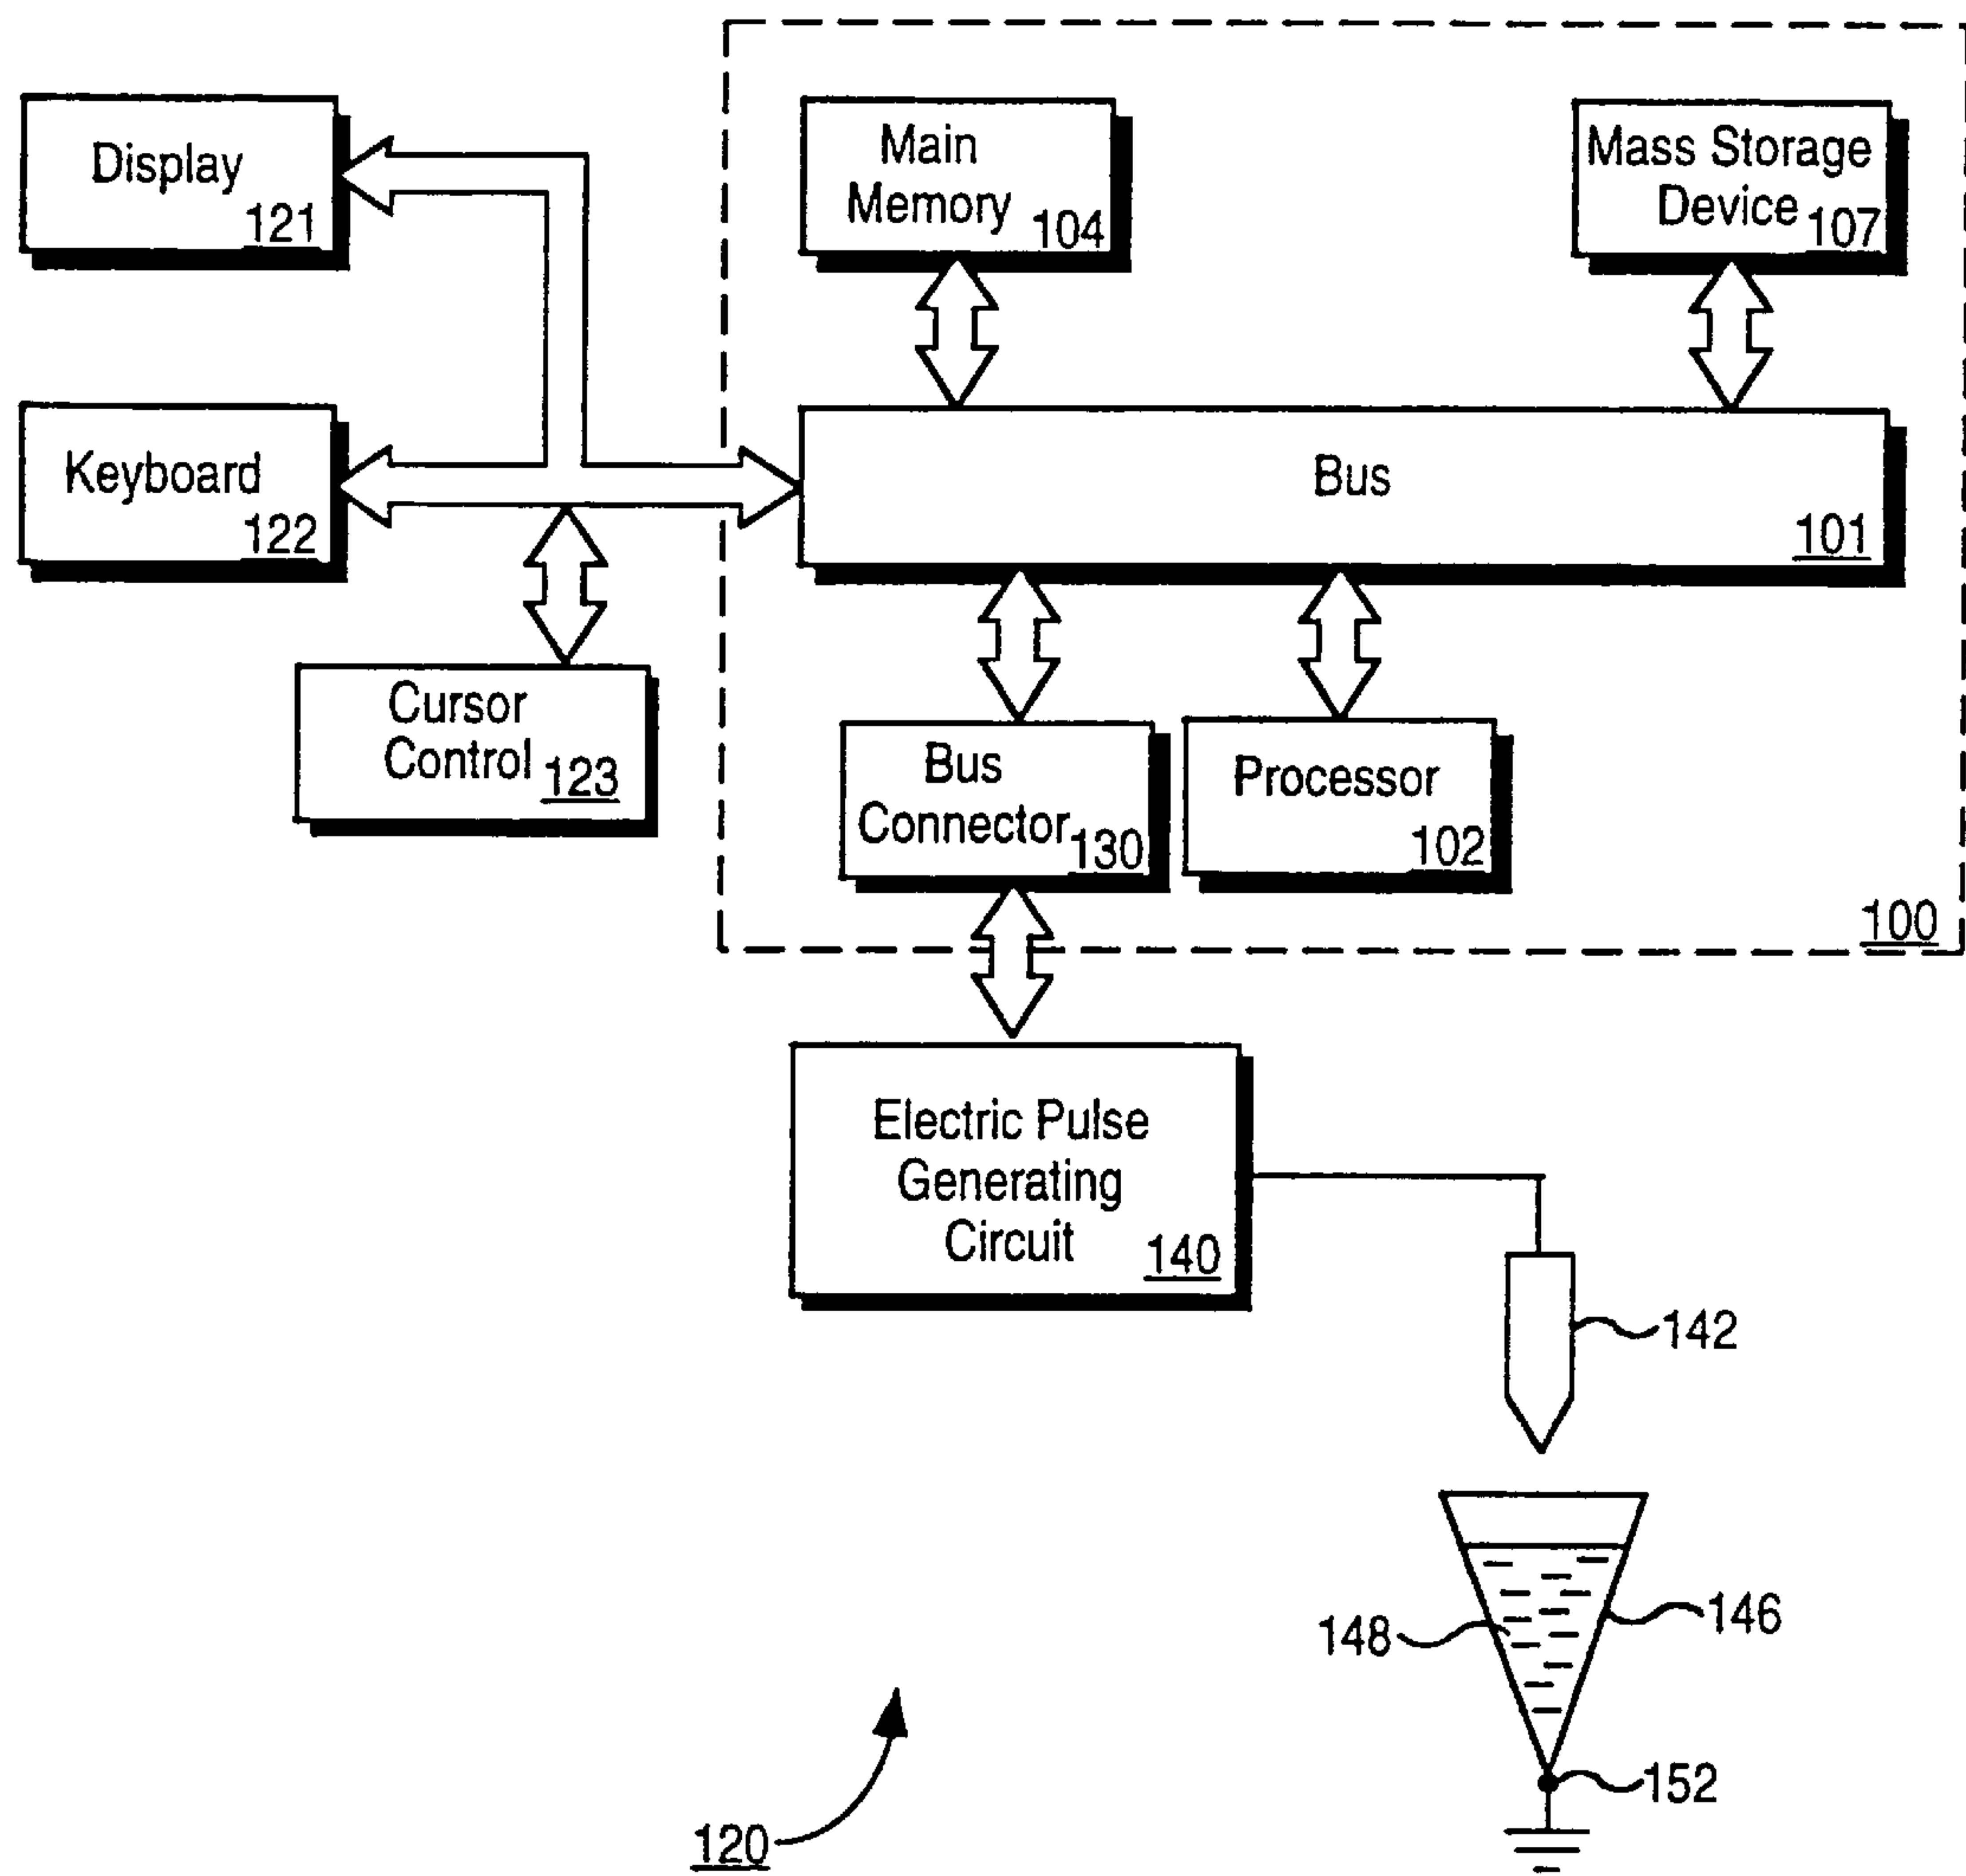 Display
121
Main
Memory 104
Mass Storage
Device 107
Keyboard
122
Bus
101
Cursor
Control 123
Bus
Connector 130
Processor
102
100
Electric Pulse
Generating
Circuit
140
142
148
146
152
120